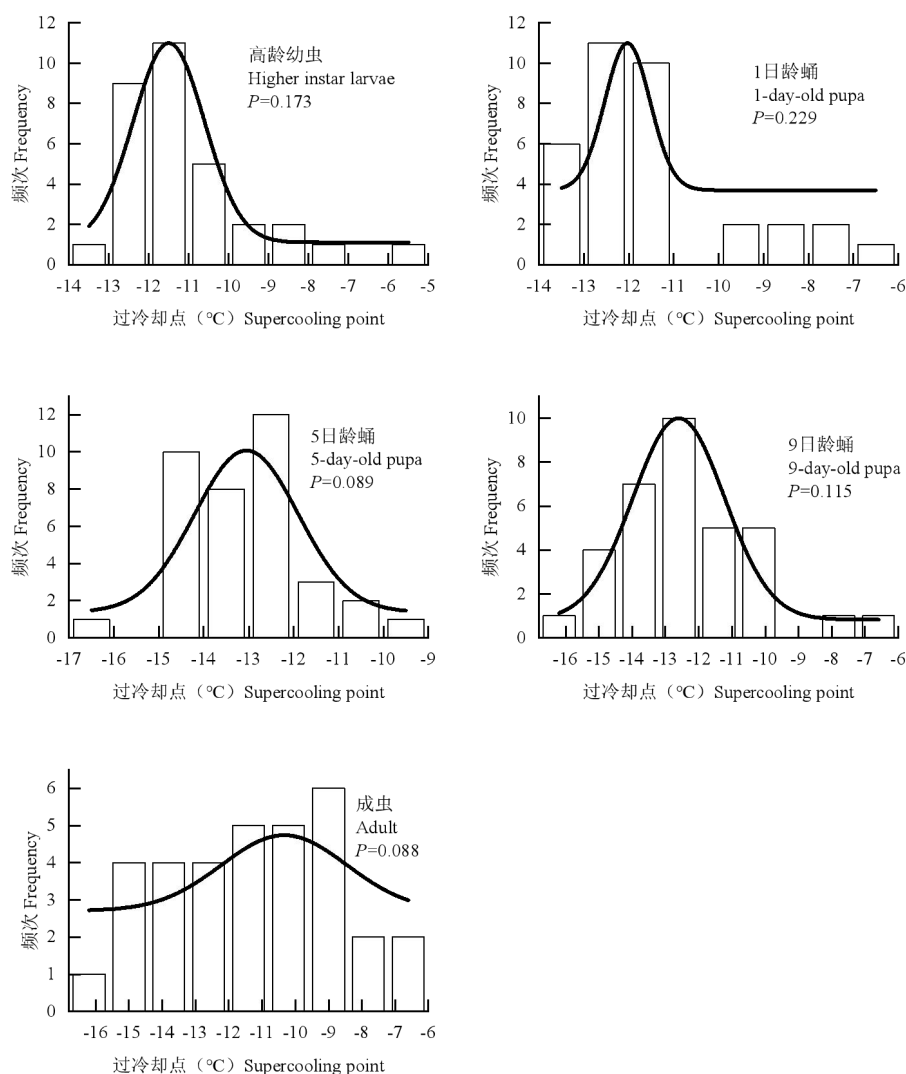 12
10
8
6
4
2
0
频次 Frequency
高龄幼虫
Higher instar larvae
P=0.173
-14 -13 -12 -11 -10 -9 -8 -7 -6 -5
过冷却点（℃）Supercooling point
12
10
8
6
4
2
0
频次 Frequency
1日龄蛹
1-day-old pupa
P=0.229
-14 -13 -12 -11 -10 -9 -8 -7 -6
过冷却点（℃）Supercooling point
12
10
8
6
4
2
0
频次 Frequency
5日龄蛹
5-day-old pupa
P=0.089
-17 -16 -15 -14 -13 -12 -11 -10 -9
过冷却点（℃）Supercooling point
10
8
6
4
2
0
频次 Frequency
9日龄蛹
9-day-old pupa
P=0.115
-16 -15 -14 -13 -12 -11 -10 -9 -8 -7 -6
过冷却点（℃）Supercooling point
6
5
4
3
2
1
0
频次 Frequency
成虫
Adult
P=0.088
-16 -15 -14 -13 -12 -11 -10 -9 -8 -7 -6
过冷却点（℃）Supercooling point